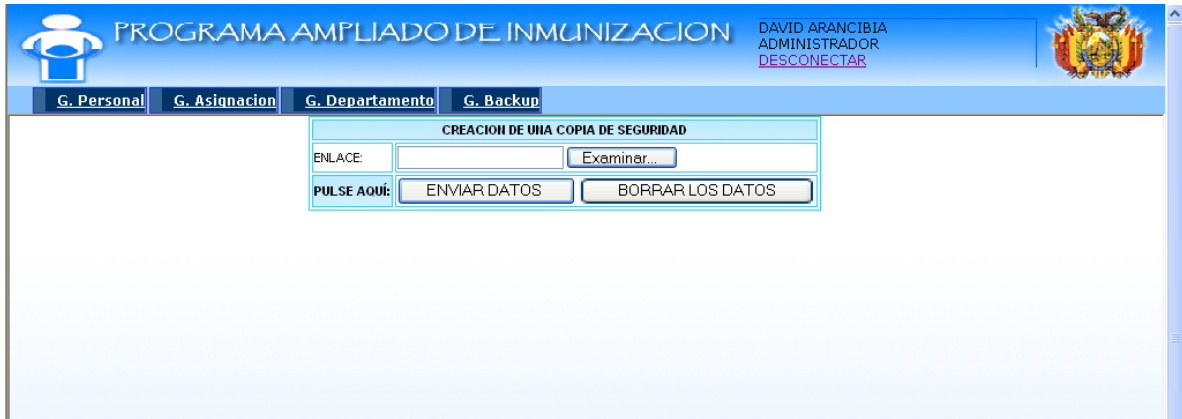 PROGRAMA AMPLIADO DE INMUNIZACION
DAVID ARANCIBIA
ADMINISTRADOR
DESCONECTAR
G. Personal G. Asignacion G. Departamento G. Backup
CREACION DE UNA COPIA DE SEGURIDAD
ENLACE: Examinar...
PULSE AQUÍ: ENVIAR DATOS BORRAR LOS DATOS